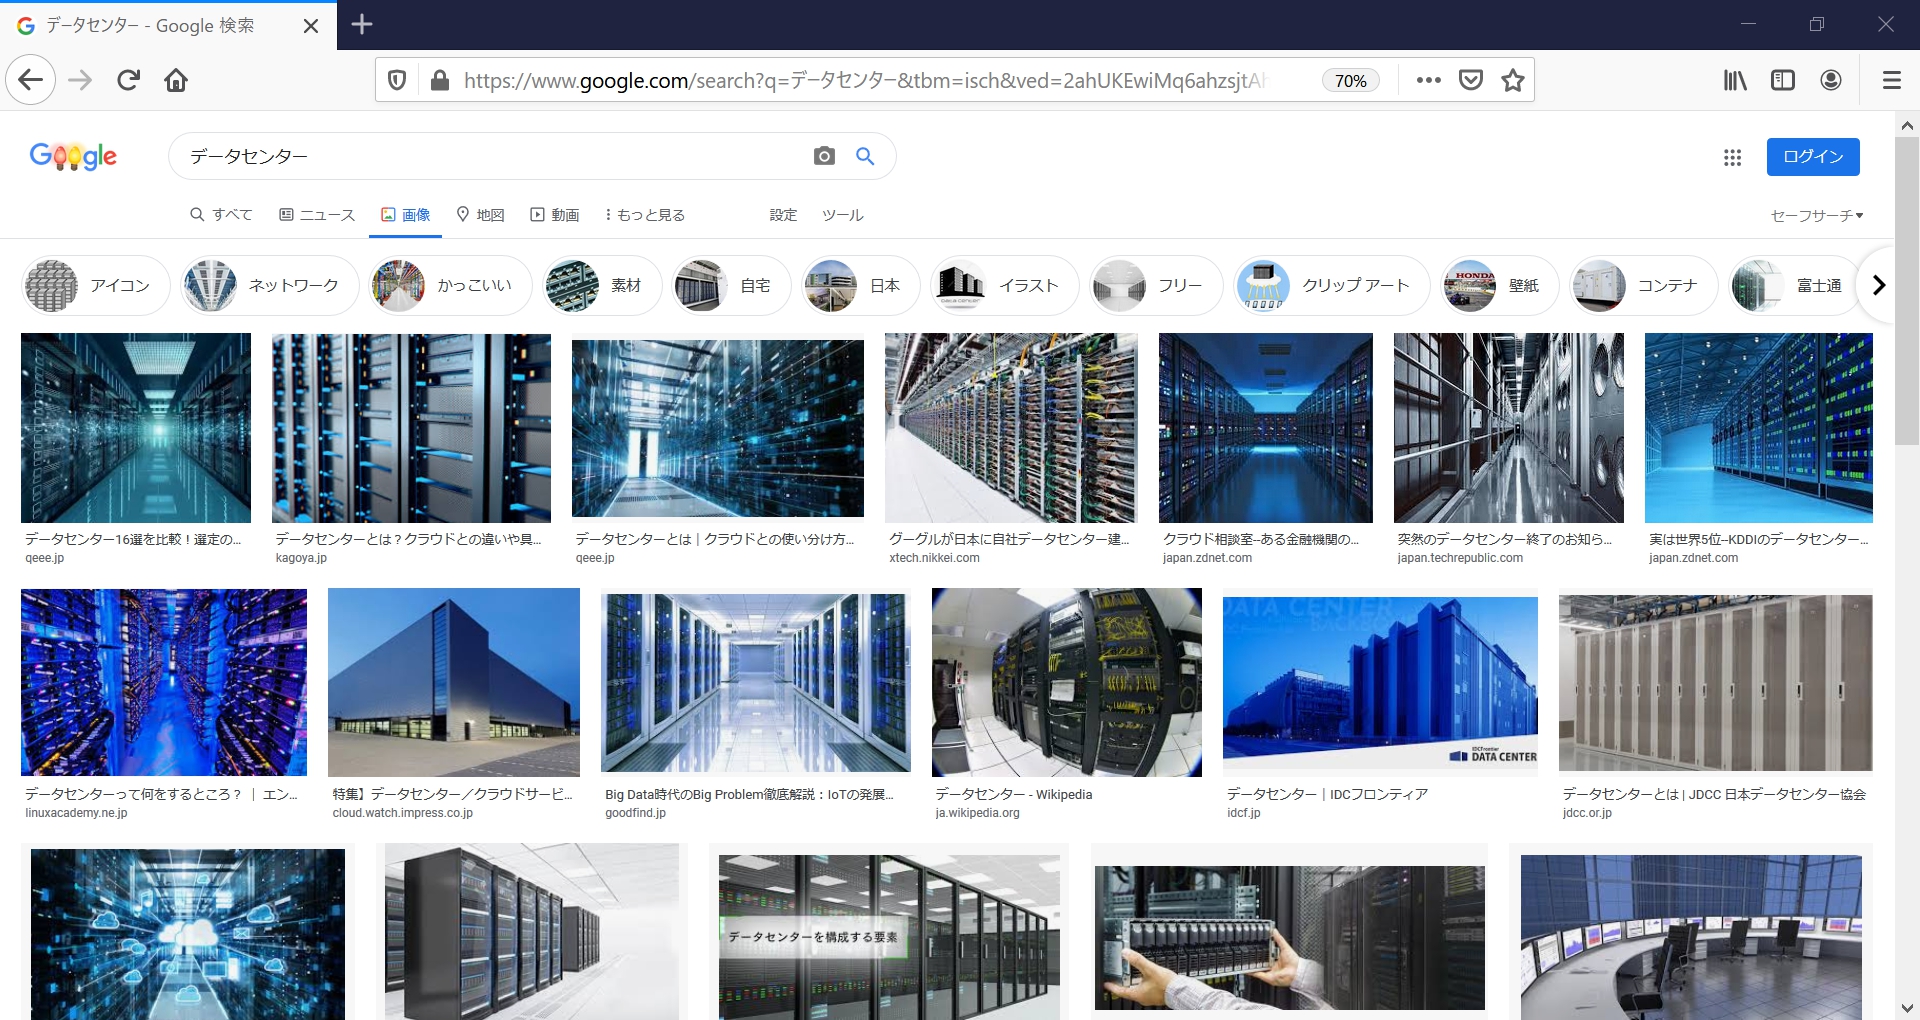 データセンター - Google 検索
https://www.google.com/search?q=データセンター&tbm=isch&ved=2ahUKEwiMq6ahzsjtAh
70%
Google
データセンター
ログイン
すべて
ニュース
画像
地図
動画
もっと見る
設定
ツール
セーフサーチ
アイコン
ネットワーク
かっこいい
素材
自宅
日本
イラスト
フリー
クリップ アート
HONDA
壁紙
コンテナ
富士通
データセンター16選を比較！選定の...
qeee.jp
データセンターとは？クラウドとの違いや具...
kagoya.jp
データセンターとは｜クラウドとの使い分け方...
qeee.jp
グーグルが日本に自社データセンター建...
xtech.nikkei.com
クラウド相談室--ある金融機関の...
japan.zdnet.com
突然のデータセンター終了のお知ら...
japan.techrepublic.com
実は世界5位--KDDIのデータセンター...
japan.zdnet.com
データセンターって何をするところ？ ｜ エン...
linuxacademy.ne.jp
特集】データセンター／クラウドサービ...
cloud.watch.impress.co.jp
Big Data時代のBig Problem徹底解説：IoTの発展...
goodfind.jp
データセンター - Wikipedia
ja.wikipedia.org
DATA CENTER
BACKBONE
IDCFrontier
DATA CENTER
データセンター｜IDCフロンティア
idcf.jp
データセンターとは | JDCC 日本データセンター協会
jdcc.or.jp
データセンターを構成する要素